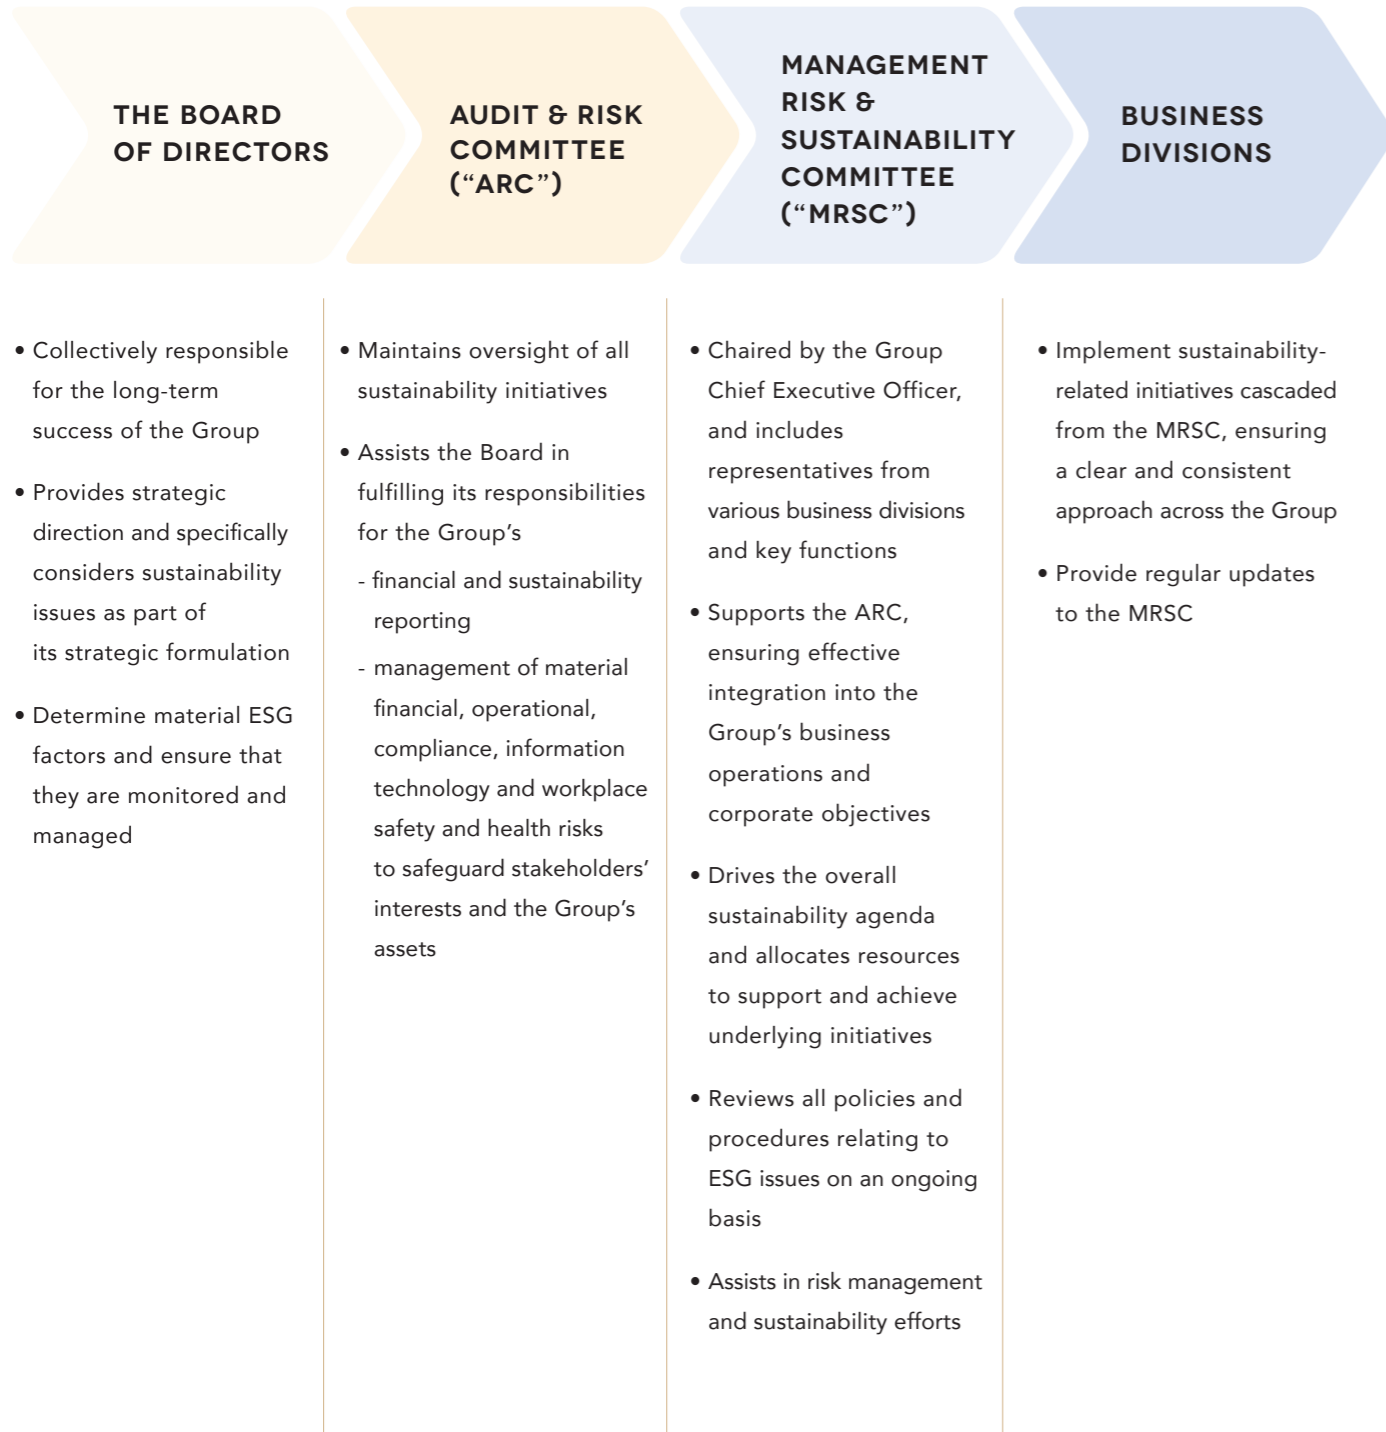 THE BOARD
OF DIRECTORS
AUDIT & RISK
COMMITTEE
(“ARC”)
MANAGEMENT
RISK &
SUSTAINABILITY
COMMITTEE
(“MRSC”)
BUSINESS
DIVISIONS
• Collectively responsible
for the long-term
success of the Group
• Provides strategic
direction and specifically
considers sustainability
issues as part of
its strategic formulation
• Determine material ESG
factors and ensure that
they are monitored and
managed
• Maintains oversight of all
sustainability initiatives
• Assists the Board in
fulfilling its responsibilities
for the Group’s
- financial and sustainability
reporting
- management of material
financial, operational,
compliance, information
technology and workplace
safety and health risks
to safeguard stakeholders’
interests and the Group’s
assets
• Chaired by the Group
Chief Executive Officer,
and includes
representatives from
various business divisions
and key functions
• Supports the ARC,
ensuring effective
integration into the
Group’s business
operations and
corporate objectives
• Drives the overall
sustainability agenda
and allocates resources
to support and achieve
underlying initiatives
• Reviews all policies and
procedures relating to
ESG issues on an ongoing
basis
• Assists in risk management
and sustainability efforts
• Implement sustainability-
related initiatives cascaded
from the MRSC, ensuring
a clear and consistent
approach across the Group
• Provide regular updates
to the MRSC